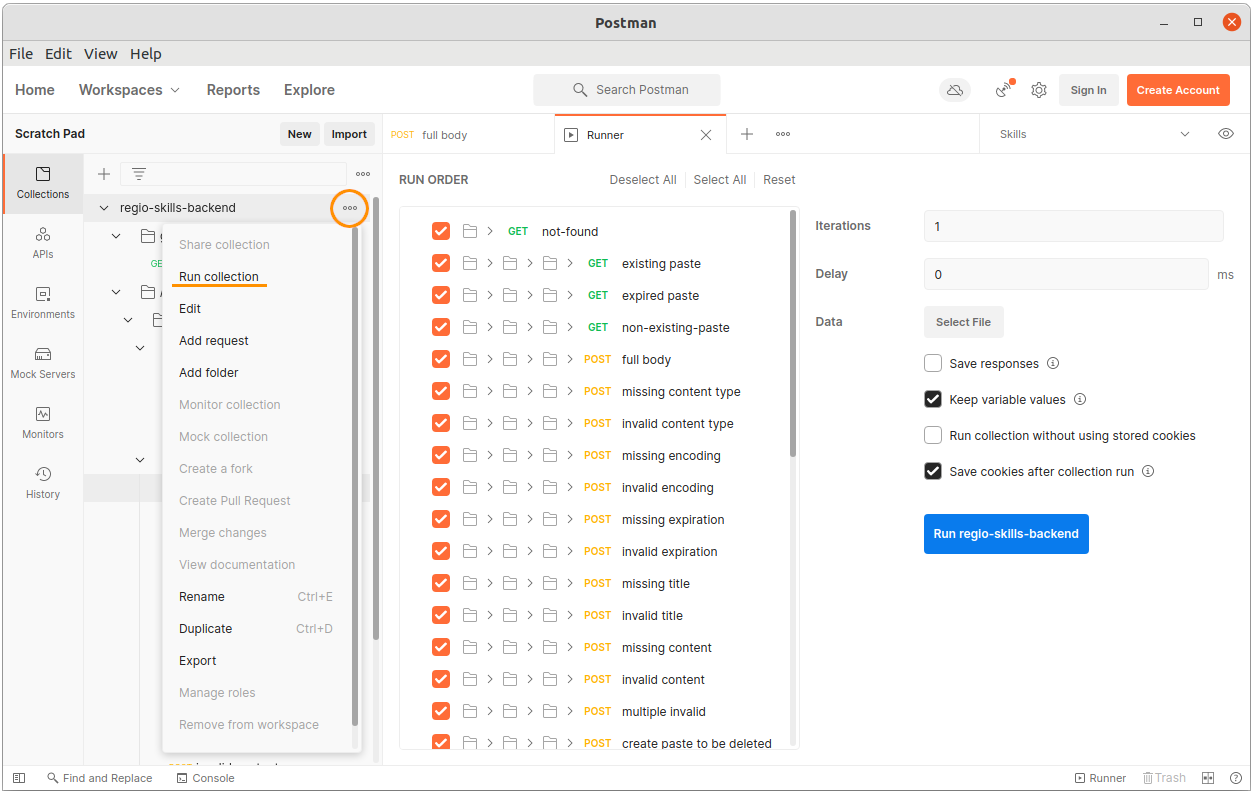 Postman
File Edit View Help
Home Workspaces Reports Explore
Search Postman
Sign In
Create Account
Scratch Pad
New
Import
POST full body
Runner
Skills
Collections
APIs
Environments
Mock Servers
Monitors
History
regio-skills-backend
GE
Share collection
Run collection
Edit
Add request
Add folder
Monitor collection
Mock collection
Create a fork
Create Pull Request
Merge changes
View documentation
Rename Ctrl+E
Duplicate Ctrl+D
Export
Manage roles
Remove from workspace
RUN ORDER
Deselect All Select All Reset
GET not-found
GET existing paste
GET expired paste
GET non-existing-paste
POST full body
POST missing content type
POST invalid content type
POST missing encoding
POST invalid encoding
POST missing expiration
POST invalid expiration
POST missing title
POST invalid title
POST missing content
POST invalid content
POST multiple invalid
POST create paste to be deleted
Iterations 1
Delay 0 ms
Data Select File
Save responses
Keep variable values
Run collection without using stored cookies
Save cookies after collection run
Run regio-skills-backend
Find and Replace
Console
Runner
Trash